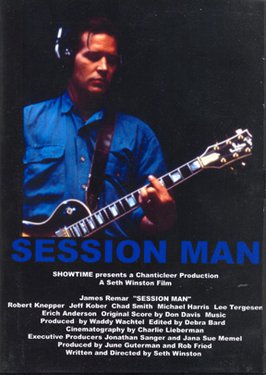 SESSION MAN
SHOWTIME presents a Chanticleer Production
A Seth Winston Film
James Remar "SESSION MAN"
Robert Knepper Jeff Kober Chad Smith Michael Harris Lee Tergesen
Erich Anderson Original Score by Don Davis Music
Produced by Waddy Wachtel Edited by Debra Bard
Cinematography by Charlie Lieberman
Executive Producers Jonathan Sanger and Jana Sue Memel
Produced by June Guterman and Rob Fried
Written and Directed by Seth Winston